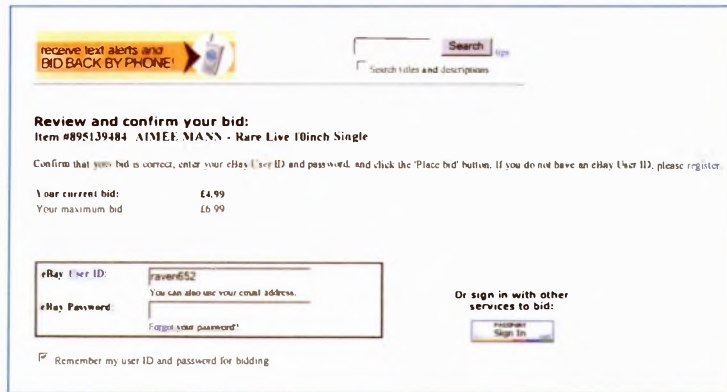 receive text alerts and
BID BACK BY PHONE!
Search
tips
Search titles and descriptions
Review and confirm your bid:
Item #895139484 AIMEE MANN - Rare Live 10inch Single
Confirm that your bid is correct, enter your eBay User ID and password, and click the 'Place bid' button. If you do not have an eBay User ID, please register.
Your current bid: £4.99
Your maximum bid £6.99
eBay User ID: raven652
You can also use your email address.
eBay Password:
Forgot your password?
Or sign in with other
services to bid:
Passport
Sign In
Remember my user ID and password for bidding